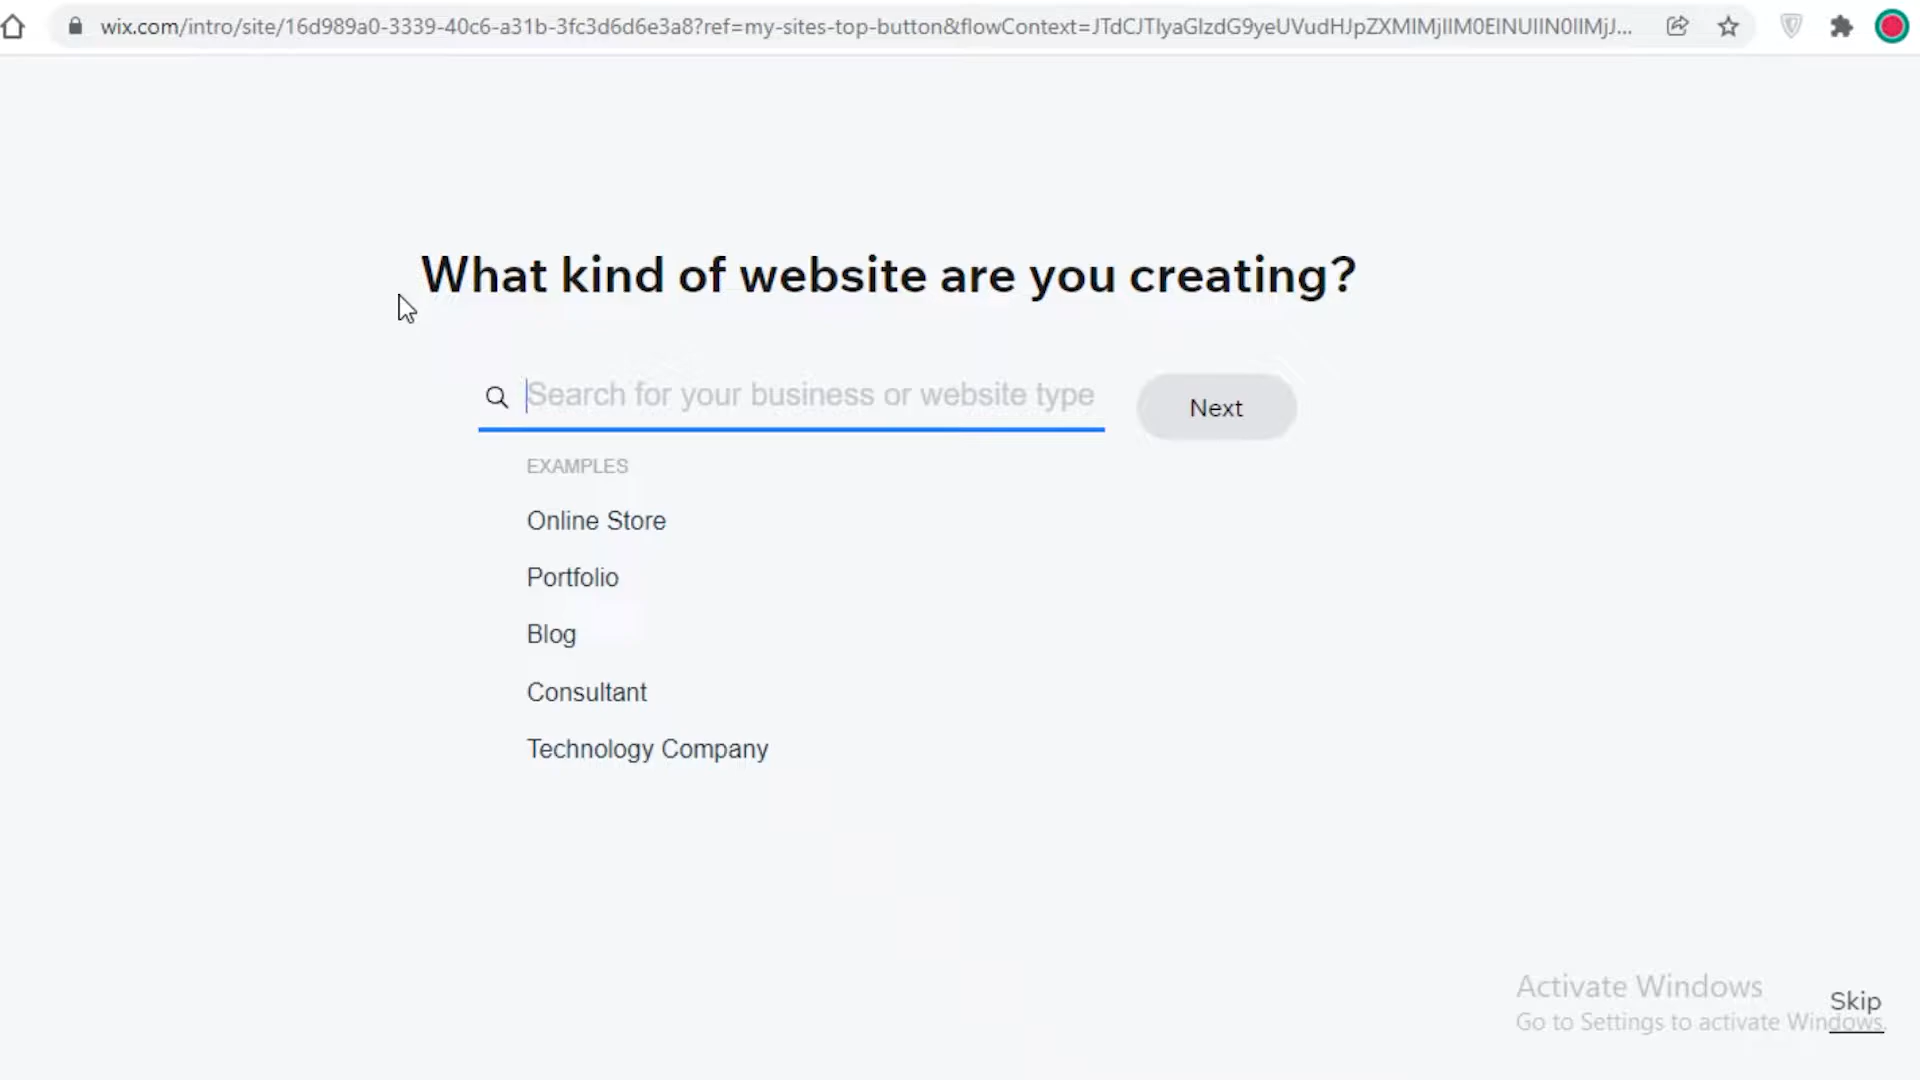 wix.com/intro/site/16d989a0-3339-40c6-a31b-3fc3d6d6e3a8?ref=my-sites-top-button&flowContext=JTdCJTIyaGlzdG9yeUVudHJpZXMlMjIlM0ElNUIlN0IlMjJ...
What kind of website are you creating?
Search for your business or website type
Next
EXAMPLES
Online Store
Portfolio
Blog
Consultant
Technology Company
Activate Windows
Skip
Go to Settings to activate Windows.